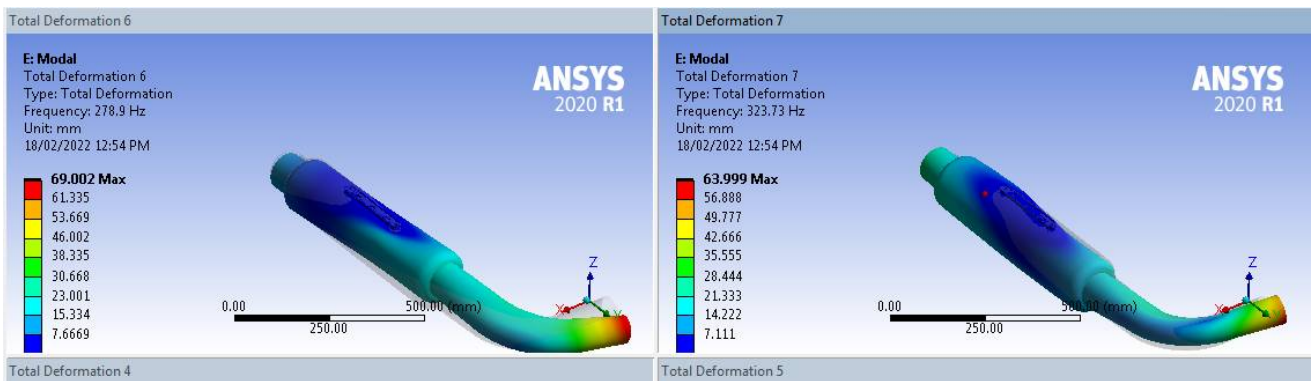 Total Deformation 6
E: Modal
Total Deformation 6
Type: Total Deformation
Frequency: 278.9 Hz
Unit: mm
18/02/2022 12:54 PM
ANSYS
2020 R1
69.002 Max
61.335
53.669
46.002
38.335
30.668
23.001
15.334
7.6669
0.00
500.00 (mm)
250.00
Z
X
Y
Total Deformation 7
E: Modal
Total Deformation 7
Type: Total Deformation
Frequency: 323.73 Hz
Unit: mm
18/02/2022 12:54 PM
ANSYS
2020 R1
63.999 Max
56.888
49.777
42.666
35.555
28.444
21.333
14.222
7.111
0.00
500.00 (mm)
250.00
Z
X
Y
Total Deformation 4
Total Deformation 5